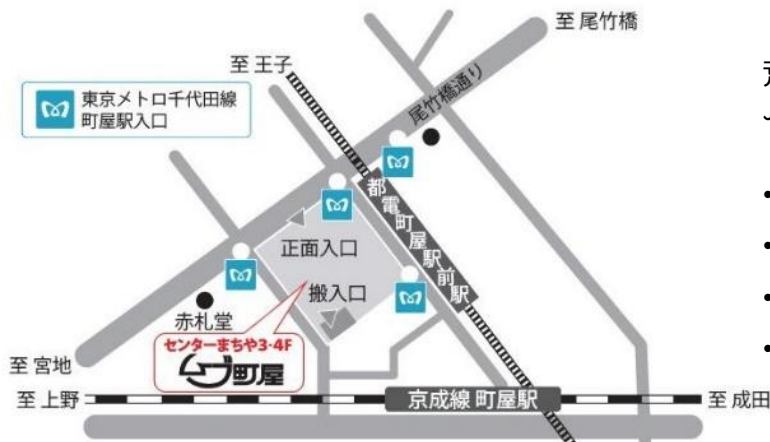 至 尾竹橋
至 王子
東京メトロ千代田線
町屋駅入口
尾竹橋通り
都電町屋駅前駅
正面入口
搬入口
赤札堂
センターまちや3・4F
ムーブ町屋
至 宮地
至 上野
京成線 町屋駅
至 成田